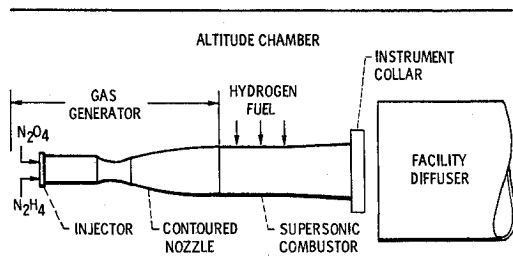 ALTITUDE CHAMBER
INSTRUMENT
COLLAR
GAS
GENERATOR
HYDROGEN
FUEL
N2O4
N2H4
FACILITY
DIFFUSER
INJECTOR
CONTOURED
NOZZLE
SUPERSONIC
COMBUSTOR